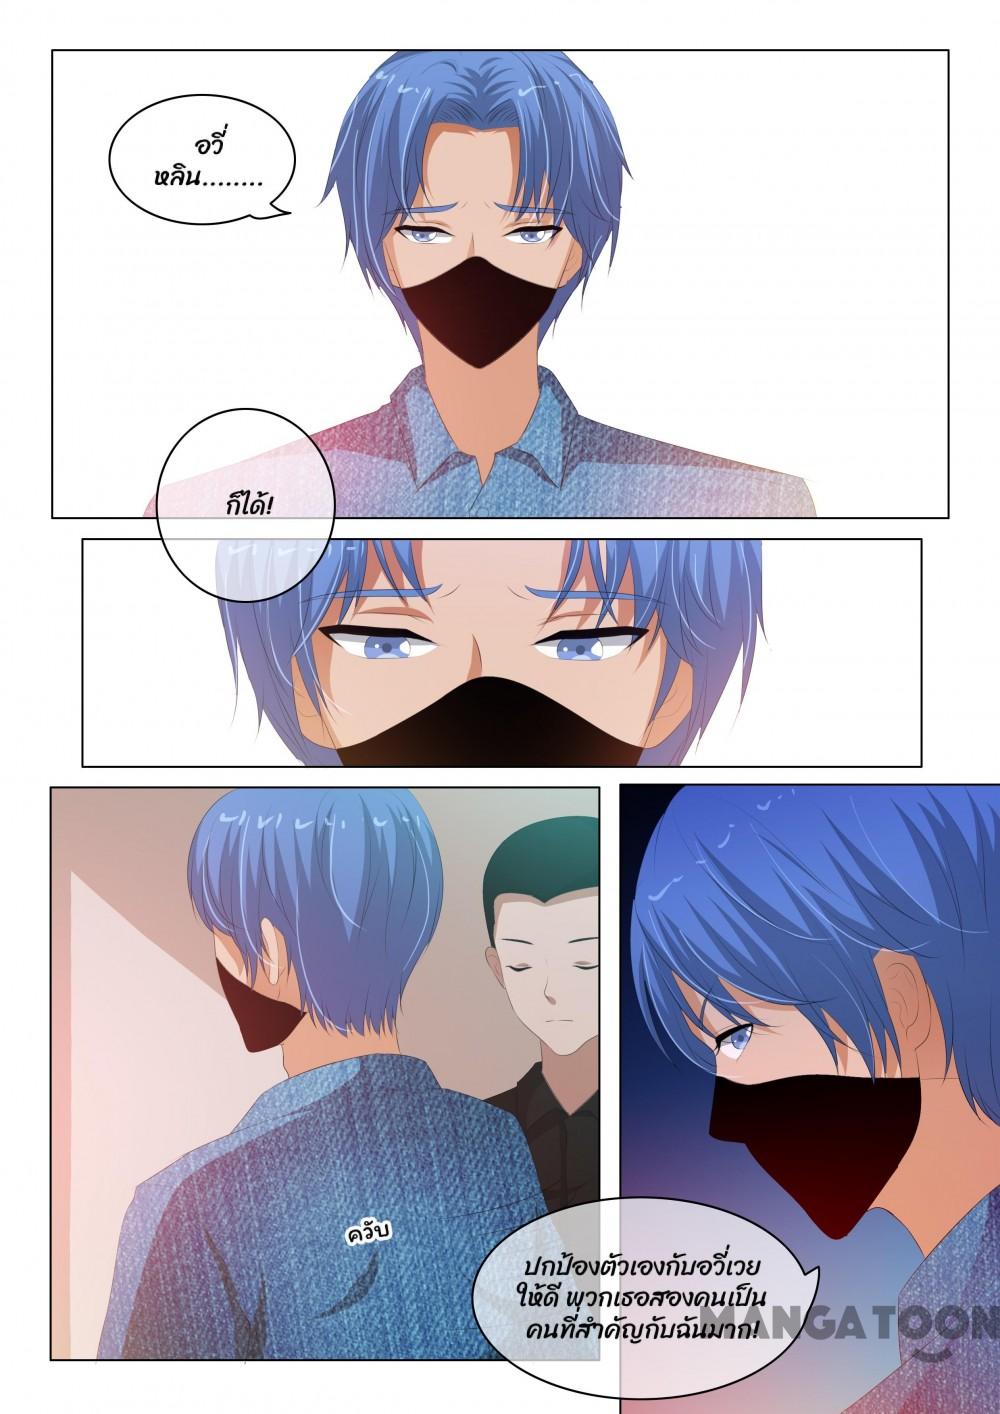 อวี่
หลิน........
ก็ได้!
ควับ
ปกป้องตัวเองกับอวี่เวย
ให้ดี พวกเธอสองคนเป็น
คนที่สำคัญกับฉันมาก!
MANGATOON